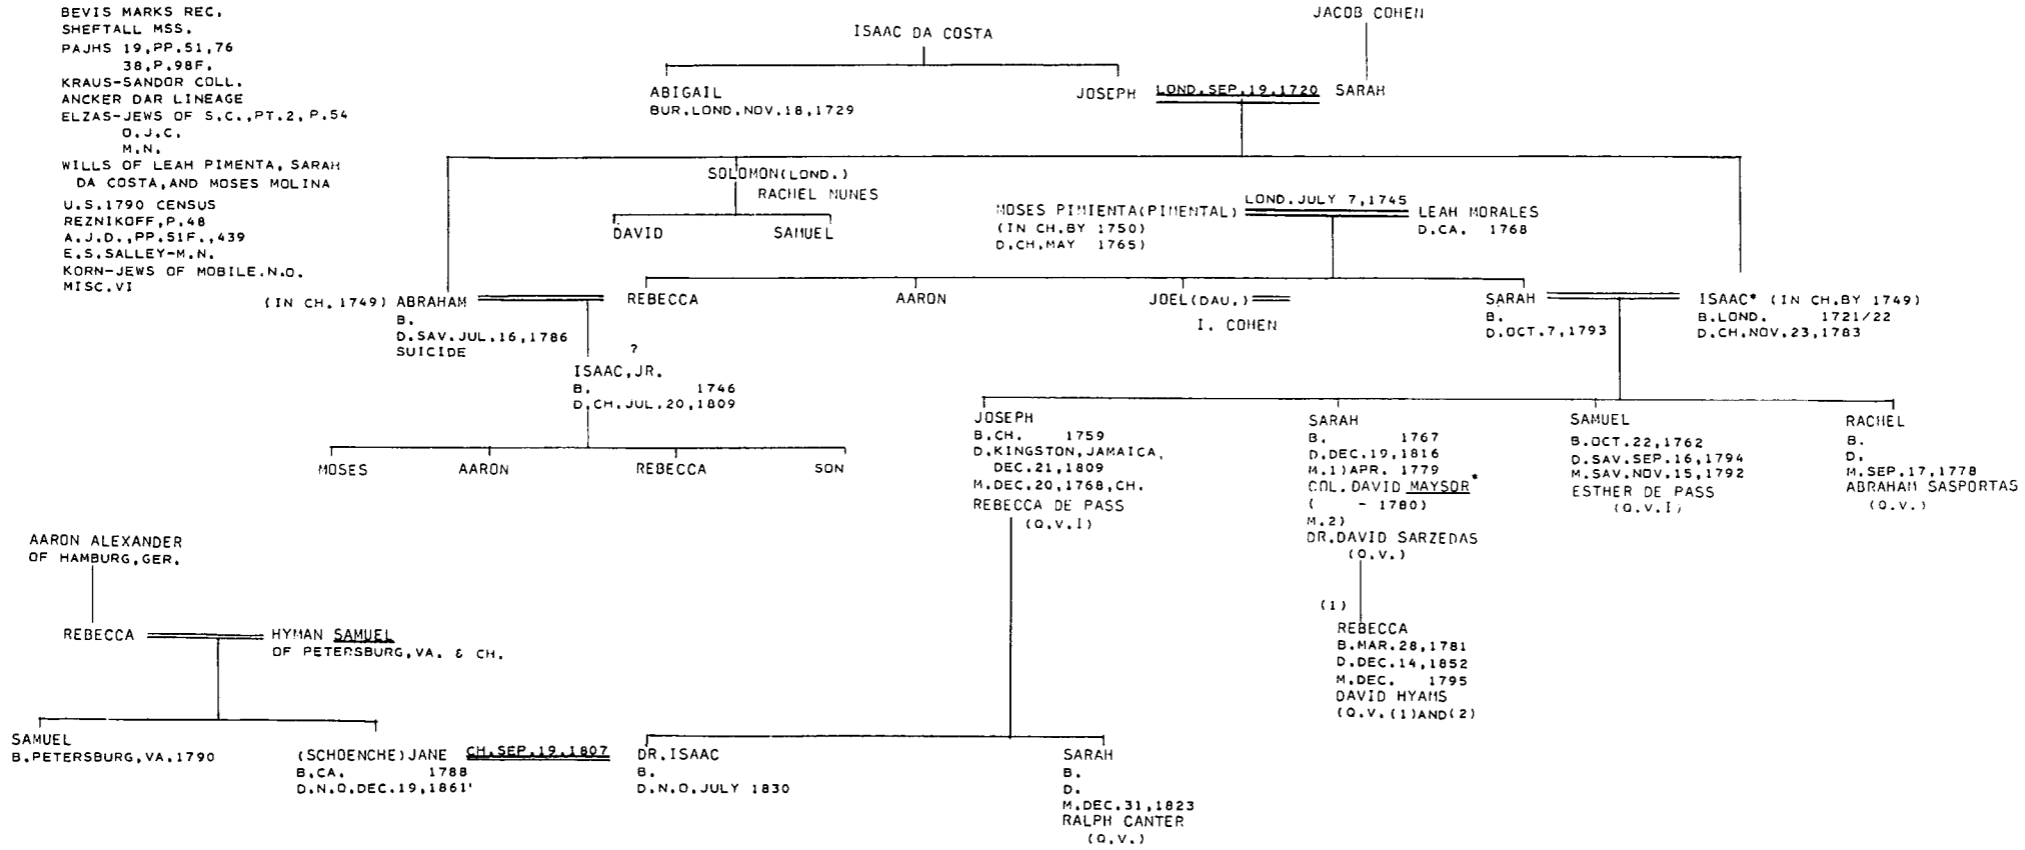 BEVIS MARKS REC.
SHEFTALL MSS.
PAJHS 19,PP.51,76
38,P.98F.
KRAUS-SANDOR COLL.
ANCKER DAR LINEAGE
ELZAS-JEWS OF S.C.,PT.2,P.54
O.J.C.
M.N.
WILLS OF LEAH PIMENTA, SARAH
DA COSTA,AND MOSES MOLINA
U.S.1790 CENSUS
REZNIKOFF,P.48
A.J.D.,PP.51F.,439
E.S.SALLEY-M.N.
KORN-JEWS OF MOBILE.N.O.
MISC.VI
JACOB COHEN
ISAAC DA COSTA
ABIGAIL
BUR.LOND.NOV.18,1729
JOSEPH LOND.SEP.19,1720 SARAH
SOLOMON(LOND.)
RACHEL NUNES
DAVID
SAMUEL
MOSES PIMIENTA(PIMENTAL)
(IN CH.BY 1750)
D.CH.MAY 1765)
LOND.JULY 7,1745
LEAH MORALES
D.CA. 1768
(IN CH.1749) ABRAHAM
B.
D.SAV.JUL.16,1786
SUICIDE
REBECCA
AARON
JOEL(DAU.)
I. COHEN
SARAH
B.
D.OCT.7,1793
ISAAC* (IN CH.BY 1749)
B.LOND. 1721/22
D.CH.NOV.23,1783
?
ISAAC,JR.
B. 1746
D.CH.JUL.20,1809
MOSES
AARON
REBECCA
SON
JOSEPH
B.CH. 1759
D.KINGSTON,JAMAICA,
DEC.21,1809
M.DEC.20,1768,CH.
REBECCA DE PASS
(Q.V.I)
SARAH
B. 1767
D.DEC.19,1816
M.1)APR. 1779
COL.DAVID MAYSOR*
( - 1780)
M.2)
DR.DAVID SARZEDAS
(Q.V.)
SAMUEL
B.OCT.22,1762
D.SAV.SEP.16,1794
M.SAV.NOV.15,1792
ESTHER DE PASS
(Q.V.I)
RACHEL
B.
D.
M.SEP.17,1778
ABRAHAM SASPORTAS
(Q.V.)
(1)
REBECCA
B.MAR.28,1781
D.DEC.14,1852
M.DEC. 1795
DAVID HYAMS
(Q.V.(1)AND(2)
AARON ALEXANDER
OF HAMBURG,GER.
REBECCA
HYMAN SAMUEL
OF PETERSBURG,VA. & CH.
SAMUEL
B.PETERSBURG,VA.1790
(SCHOENCHE)JANE
B.CA. 1788
D.N.O.DEC.19,1861'
CH.SEP.19,1807
DR.ISAAC
B.
D.N.O.JULY 1830
SARAH
B.
D.
M.DEC.31,1823
RALPH CANTER
(Q.V.)